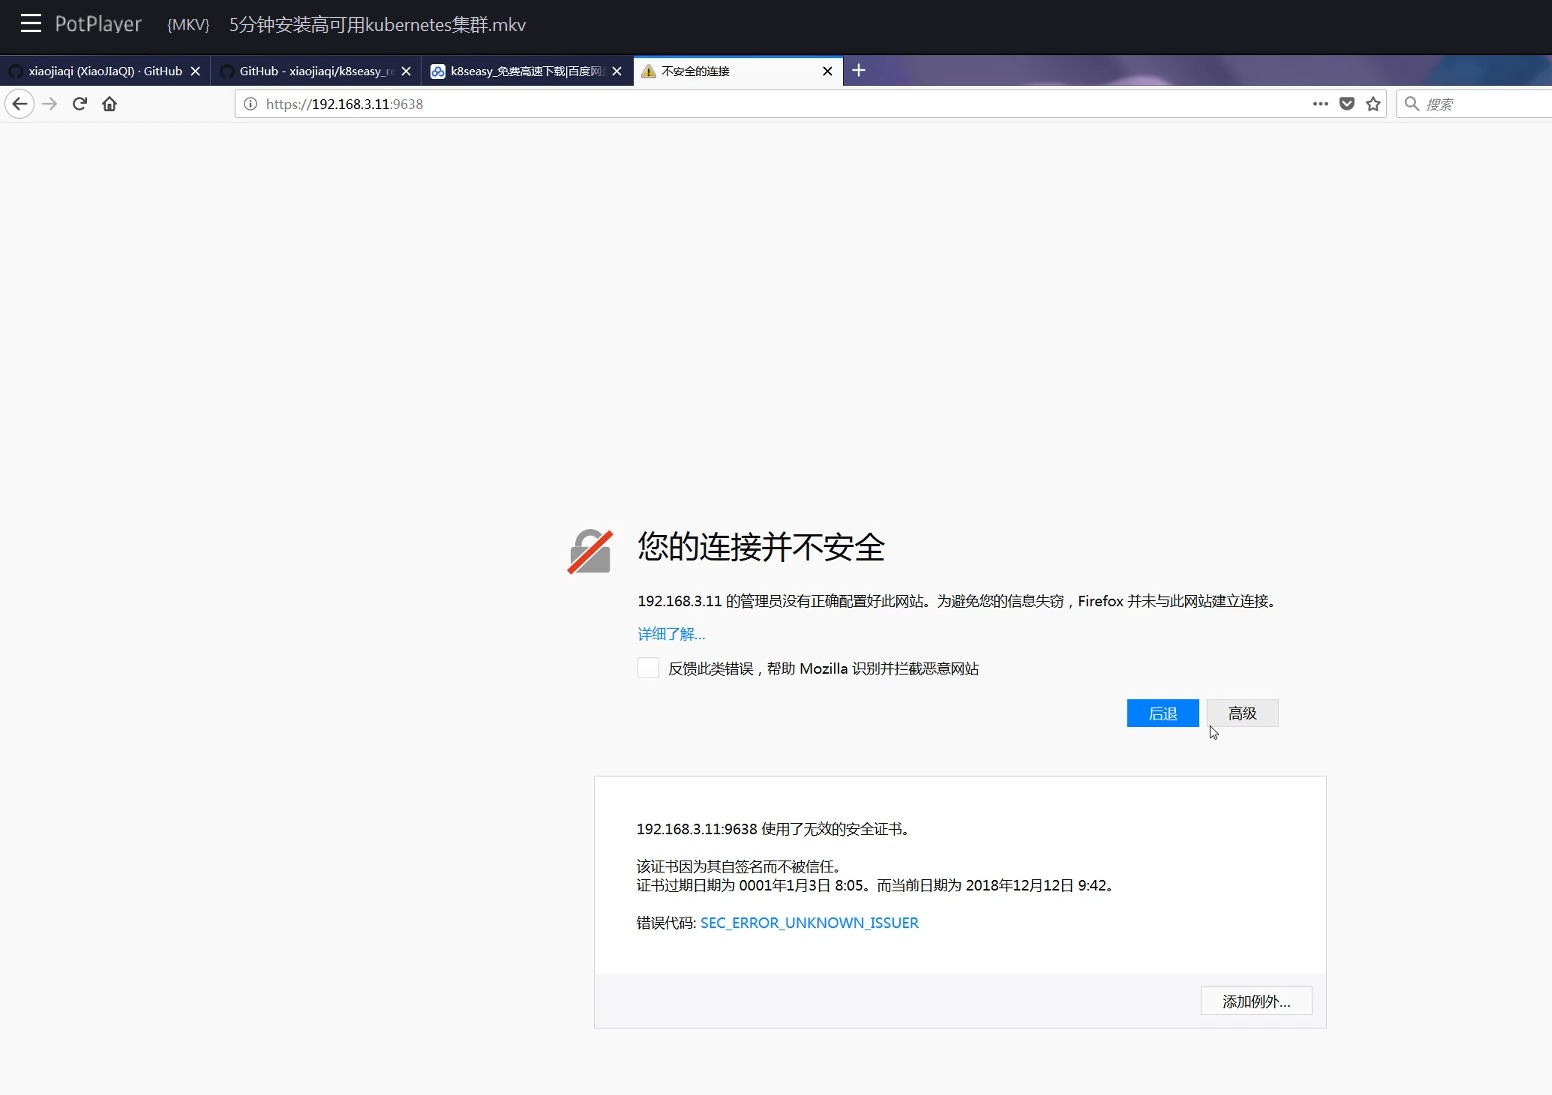 PotPlayer {MKV} 5分钟安装高可用kubernetes集群.mkv
xiaojiaqi (XiaoJIaQI) · GitHub
GitHub - xiaojiaqi/k8seasy_re
k8seasy_免费高速下载|百度网
不安全的连接
https://192.168.3.11:9638
搜索
您的连接并不安全
192.168.3.11 的管理员没有正确配置好此网站。为避免您的信息失窃，Firefox 并未与此网站建立连接。
详细了解...
反馈此类错误，帮助 Mozilla 识别并拦截恶意网站
后退 高级
192.168.3.11:9638 使用了无效的安全证书。
该证书因为其自签名而不被信任。
证书过期日期为 0001年1月3日 8:05。而当前日期为 2018年12月12日 9:42。
错误代码: SEC_ERROR_UNKNOWN_ISSUER
添加例外...